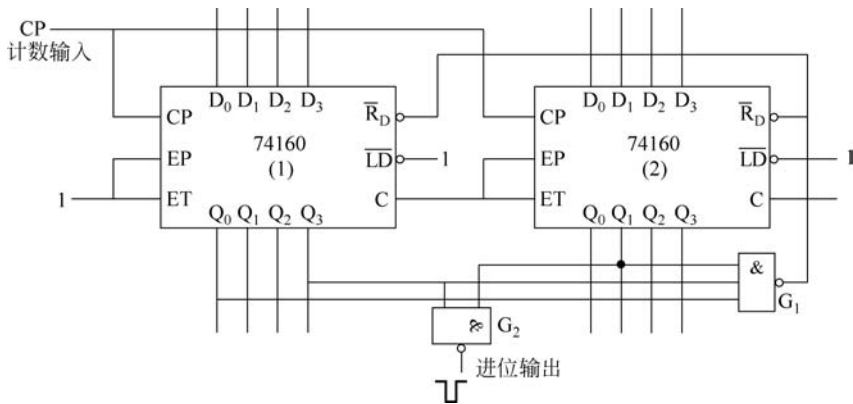 CP
计数输入
D₀ D₁ D₂ D₃
CP
R̅_D
74160
(1)
EP
L̅D̅
1
1
ET
C
Q₀ Q₁ Q₂ Q₃
D₀ D₁ D₂ D₃
CP
R̅_D
74160
(2)
EP
L̅D̅
1
ET
C
Q₀ Q₁ Q₂ Q₃
&
G₁
&
G₂
进位输出